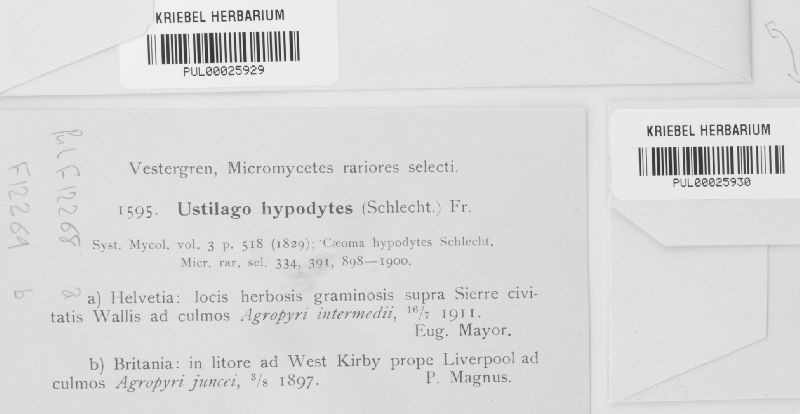 KRIEBEL HERBARIUM
PUL00025929
KRIEBEL HERBARIUM
PUL00025930
PUL F12268 a
F12269 b
Vestergren, Micromycetes rariores selecti.
1595. Ustilago hypodytes (Schlecht.) Fr.
Syst. Mycol. vol. 3 p. 518 (1829); Cæoma hypodytes Schlecht.
Micr. rar. sel. 334, 391, 898—1900.
a) Helvetia: locis herbosis graminosis supra Sierre civi-
tatis Wallis ad culmos Agropyri intermedii, 16/7 1911.
Eug. Mayor.
b) Britania: in litore ad West Kirby prope Liverpool ad
culmos Agropyri juncei, 3/8 1897. P. Magnus.